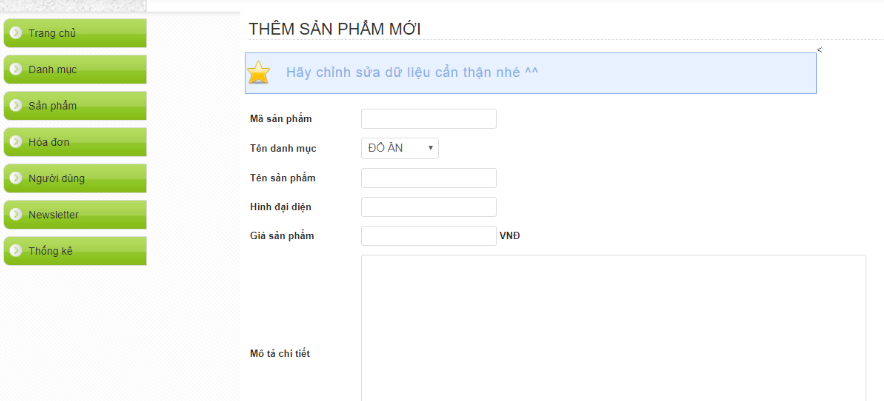 Trang chủ
Danh mục
Sản phẩm
Hóa đơn
Người dùng
Newsletter
Thống kê
THÊM SẢN PHẨM MỚI
<
Hãy chỉnh sửa dữ liệu cẩn thận nhé ^^
Mã sản phẩm
Tên danh mục ĐỒ ĂN
Tên sản phẩm
Hình đại diện
Giá sản phẩm VNĐ
Mô tả chi tiết